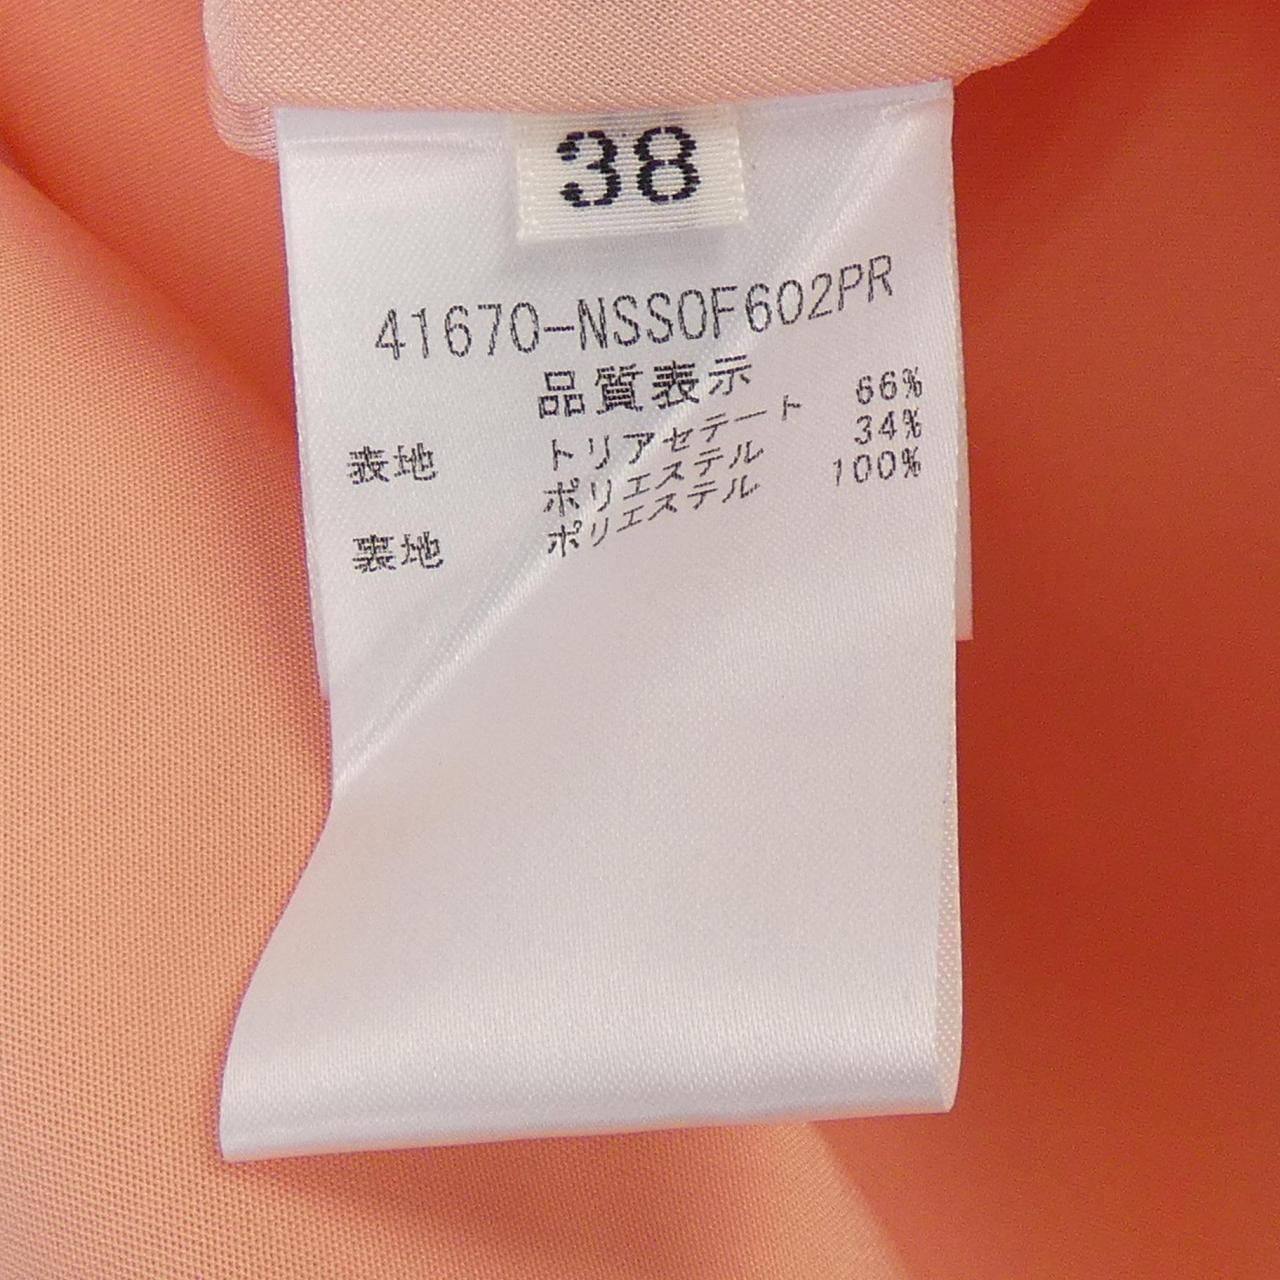 38
41670-NSSOF602PR
品質表示
表地 トリアセテート 66%
ポリエステル 34%
裏地 ポリエステル 100%